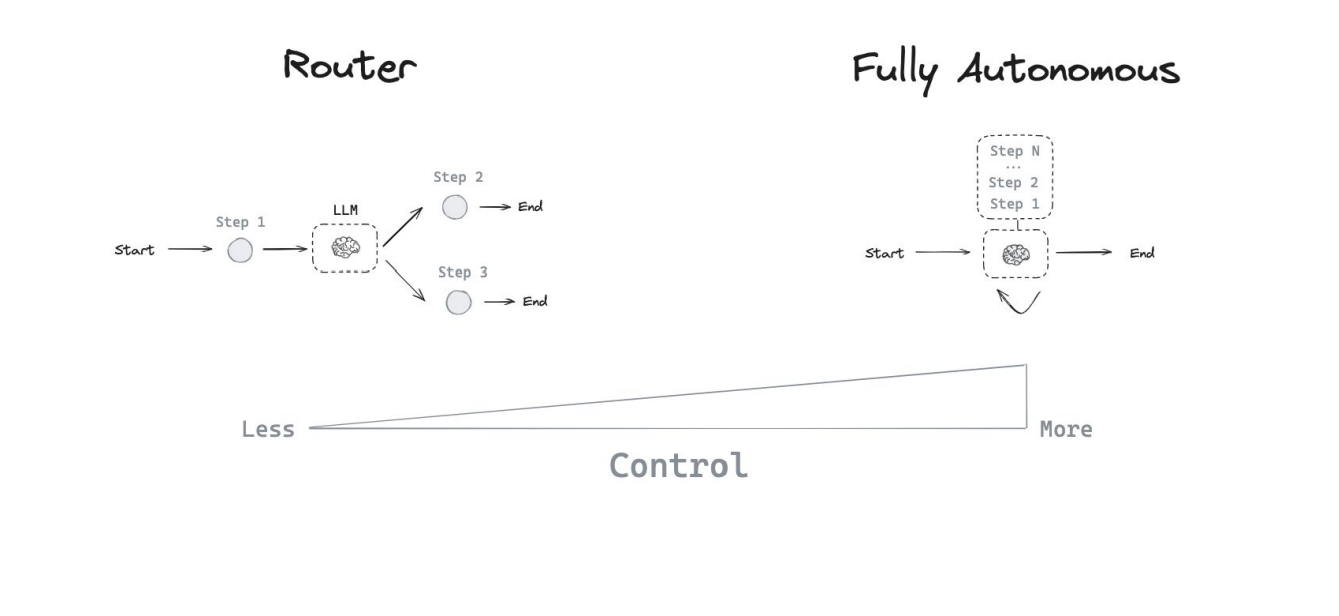 Router
Fully Autonomous
Step 2
LLM
Step 1
Start
End
Step 3
End
Step N
...
Step 2
Step 1
Start
End
Less
More
Control